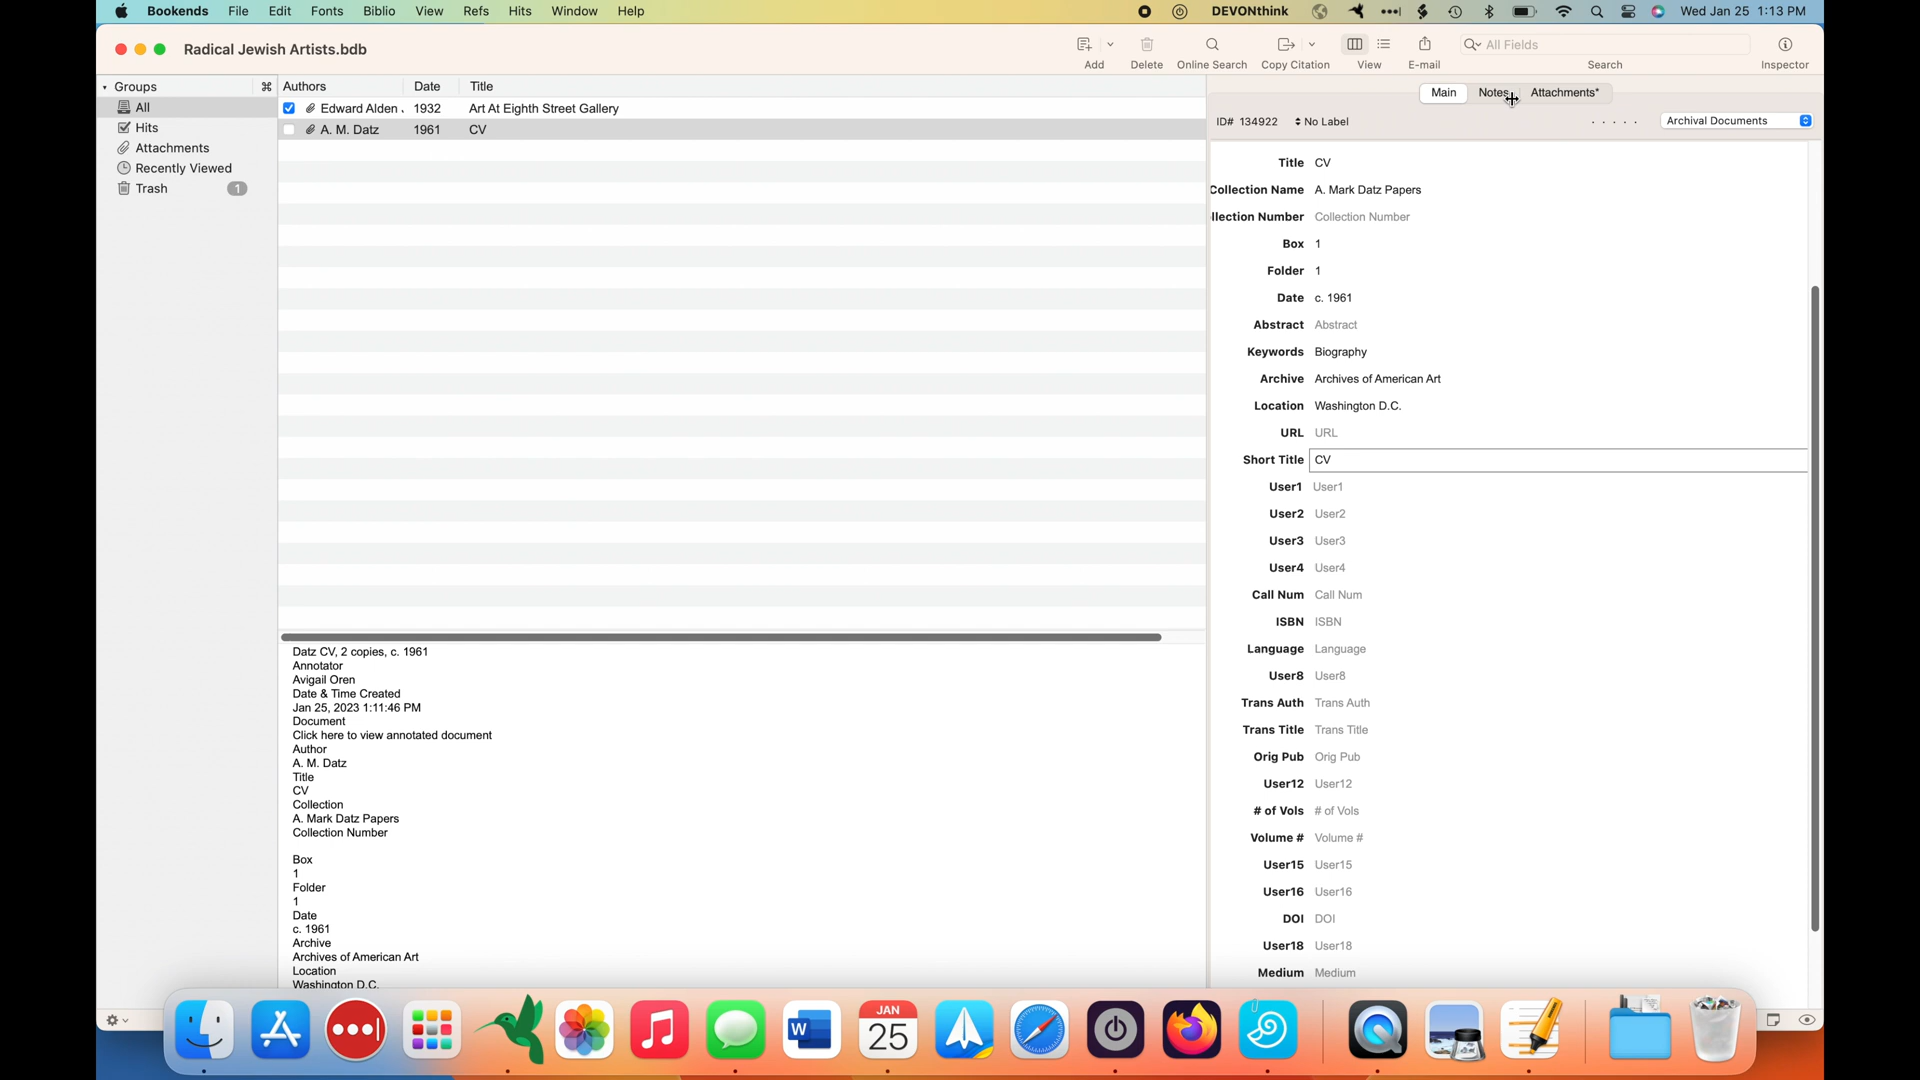 Bookends File Edit Fonts Biblio View Refs Hits Window Help DEVONthink Wed Jan 25 1:13 PM
Radical Jewish Artists.bdb
All Fields
Add Delete Online Search Copy Citation View E-mail Search Inspector
Groups
All
Hits
Attachments
Recently Viewed
Trash 1
Authors Date Title
Edward Alden . 1932 Art At Eighth Street Gallery
A. M. Datz 1961 CV
Datz CV, 2 copies, c. 1961
Annotator
Avigail Oren
Date & Time Created
Jan 25, 2023 1:11:46 PM
Document
Click here to view annotated document
Author
A. M. Datz
Title
CV
Collection
A. Mark Datz Papers
Collection Number
Box
1
Folder
1
Date
c. 1961
Archive
Archives of American Art
Location
Washington D.C.
Main Notes Attachments*
ID# 134922 No Label Archival Documents
Title CV
Collection Name A. Mark Datz Papers
llection Number Collection Number
Box 1
Folder 1
Date c. 1961
Abstract Abstract
Keywords Biography
Archive Archives of American Art
Location Washington D.C.
URL URL
Short Title CV
User1 User1
User2 User2
User3 User3
User4 User4
Call Num Call Num
ISBN ISBN
Language Language
User8 User8
Trans Auth Trans Auth
Trans Title Trans Title
Orig Pub Orig Pub
User12 User12
# of Vols # of Vols
Volume # Volume #
User15 User15
User16 User16
DOI DOI
User18 User18
Medium Medium
W
JAN
25